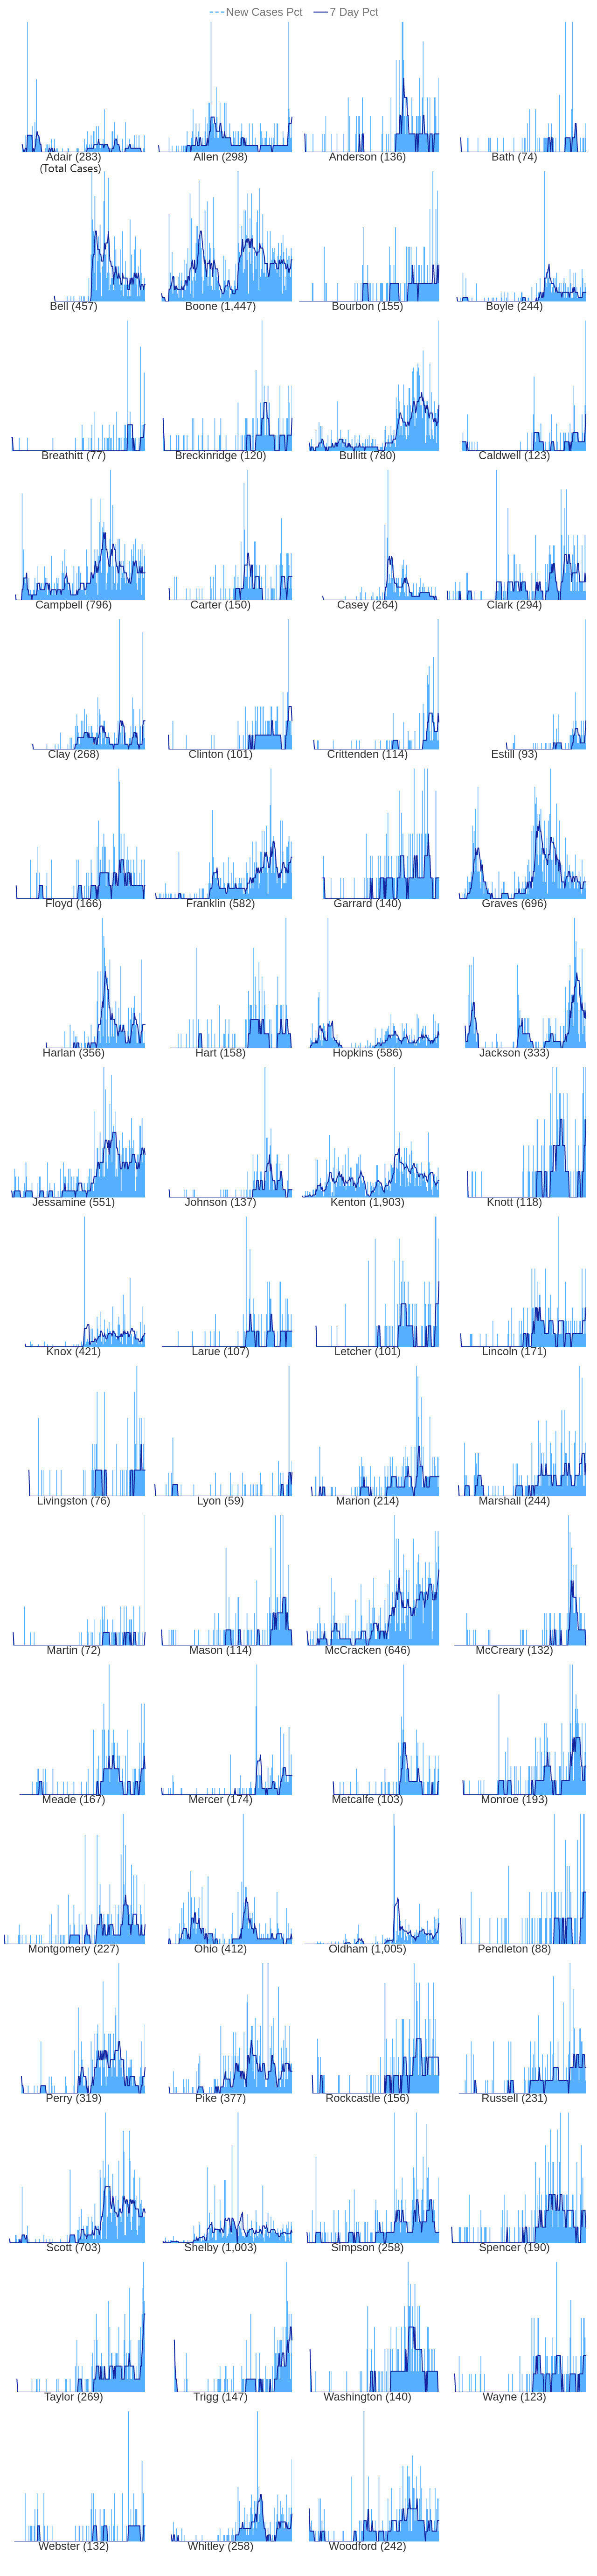 New Cases Pct 7 Day Pct
Adair (283) Allen (298) Anderson (136) Bath (74)
(Total Cases)
Bell (457) Boone (1,447) Bourbon (155) Boyle (244)
Breathitt (77) Breckinridge (120) Bullitt (780) Caldwell (123)
Campbell (796) Carter (150) Casey (264) Clark (294)
Clay (268) Clinton (101) Crittenden (114) Estill (93)
Floyd (166) Franklin (582) Garrard (140) Graves (696)
Harlan (356) Hart (158) Hopkins (586) Jackson (333)
Jessamine (551) Johnson (137) Kenton (1,903) Knott (118)
Knox (421) Larue (107) Letcher (101) Lincoln (171)
Livingston (76) Lyon (59) Marion (214) Marshall (244)
Martin (72) Mason (114) McCracken (646) McCreary (132)
Meade (167) Mercer (174) Metcalfe (103) Monroe (193)
Montgomery (227) Ohio (412) Oldham (1,005) Pendleton (88)
Perry (319) Pike (377) Rockcastle (156) Russell (231)
Scott (703) Shelby (1,003) Simpson (258) Spencer (190)
Taylor (269) Trigg (147) Washington (140) Wayne (123)
Webster (132) Whitley (258) Woodford (242)